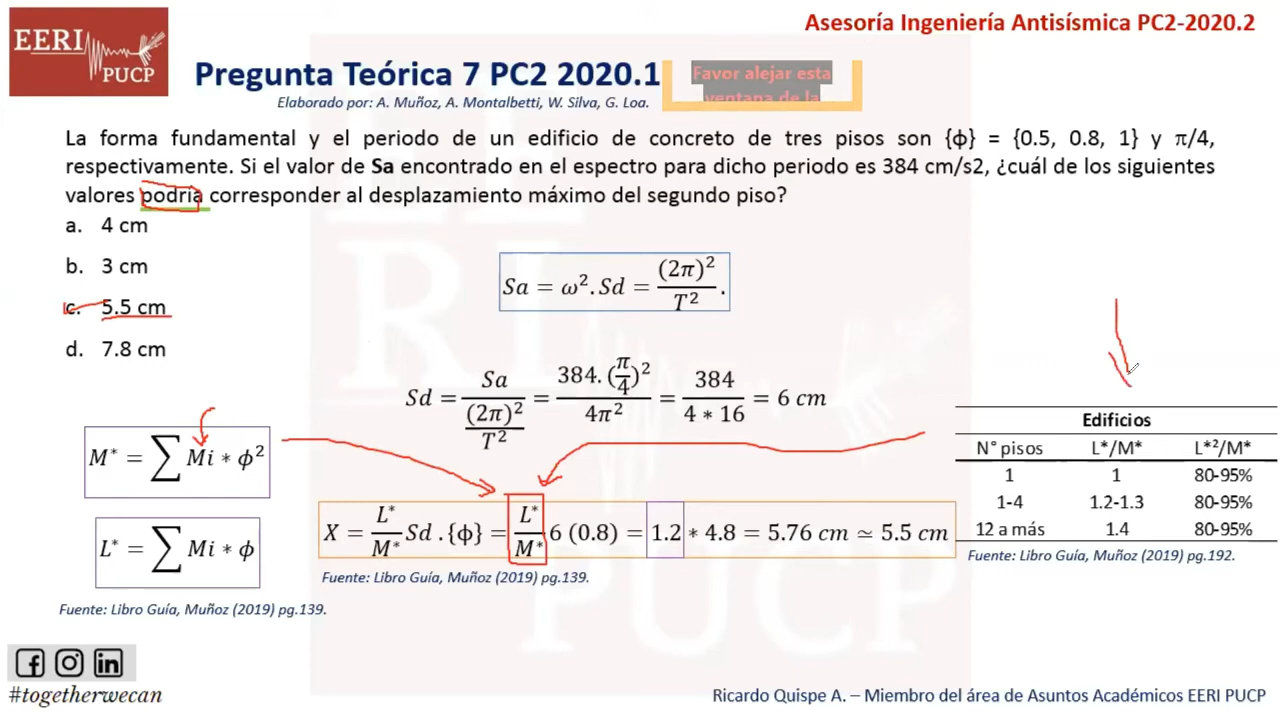 Asesoría Ingeniería Antisísmica PC2-2020.2
EERI
PUCP
Pregunta Teórica 7 PC2 2020.1
Favor alejar esta
ventana de la
Elaborado por: A. Muñoz, A. Montalbetti, W. Silva, G. Loa.
La forma fundamental y el periodo de un edificio de concreto de tres pisos son {ϕ} = {0.5, 0.8, 1} y π/4,
respectivamente. Si el valor de Sa encontrado en el espectro para dicho periodo es 384 cm/s2, ¿cuál de los siguientes
valores podría corresponder al desplazamiento máximo del segundo piso?
a. 4 cm
b. 3 cm
c. 5.5 cm
d. 7.8 cm
Sa = ω². Sd = (2π)²/T² .
Sd = Sa/((2π)²/T²) = 384.(π/4)²/4π² = 384/(4 * 16) = 6 cm
M* = ∑ Mi * ϕ²
L* = ∑ Mi * ϕ
Fuente: Libro Guía, Muñoz (2019) pg.139.
X = L*/M* Sd .{ϕ} = L*/M* 6 (0.8) = 1.2 * 4.8 = 5.76 cm ≃ 5.5 cm
Fuente: Libro Guía, Muñoz (2019) pg.139.
Edificios
N° pisos L*/M* L*²/M*
1 1 80-95%
1-4 1.2-1.3 80-95%
12 a más 1.4 80-95%
Fuente: Libro Guía, Muñoz (2019) pg.192.
EERI
PUCP
#togetherwecan
Ricardo Quispe A. – Miembro del área de Asuntos Académicos EERI PUCP